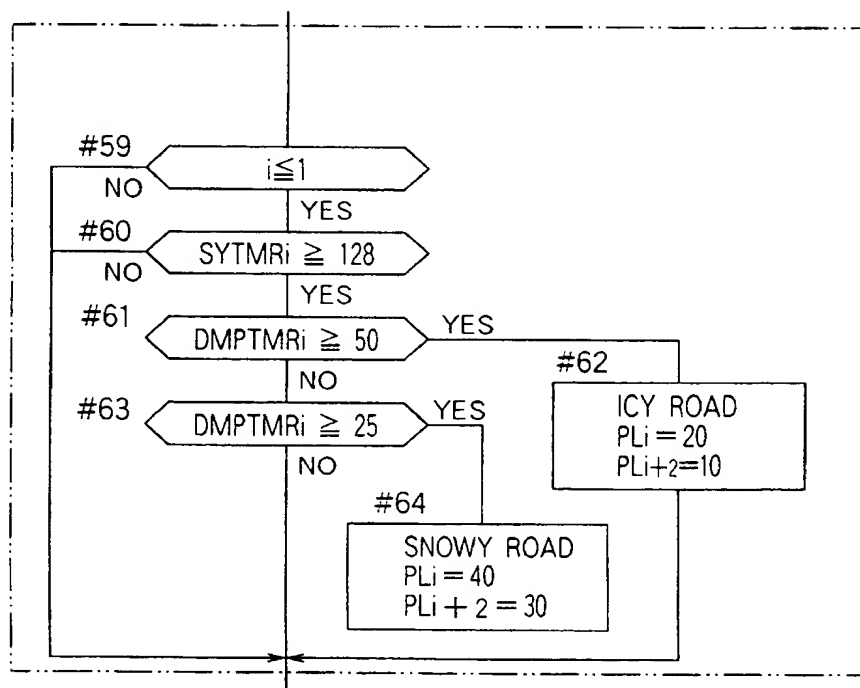 #59
i≦1
NO
YES
#60
SYTMRi ≧ 128
NO
YES
#61
DMPTMRi ≧ 50
YES
NO
#62
ICY ROAD
PLi = 20
PLi+2=10
#63
DMPTMRi ≧ 25
YES
NO
#64
SNOWY ROAD
PLi = 40
PLi + 2 = 30